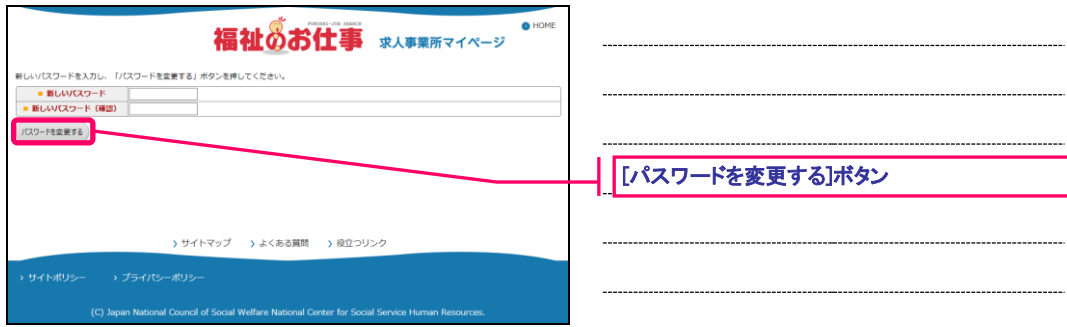 FUKUSHI-JOB SEARCH
福祉のお仕事 求人事業所マイページ
HOME
新しいパスワードを入力し、「パスワードを変更する」ボタンを押してください。
新しいパスワード
新しいパスワード（確認）
パスワードを変更する
[パスワードを変更する]ボタン
サイトマップ よくある質問 役立つリンク
サイトポリシー プライバシーポリシー
(C) Japan National Council of Social Welfare National Center for Social Service Human Resources.